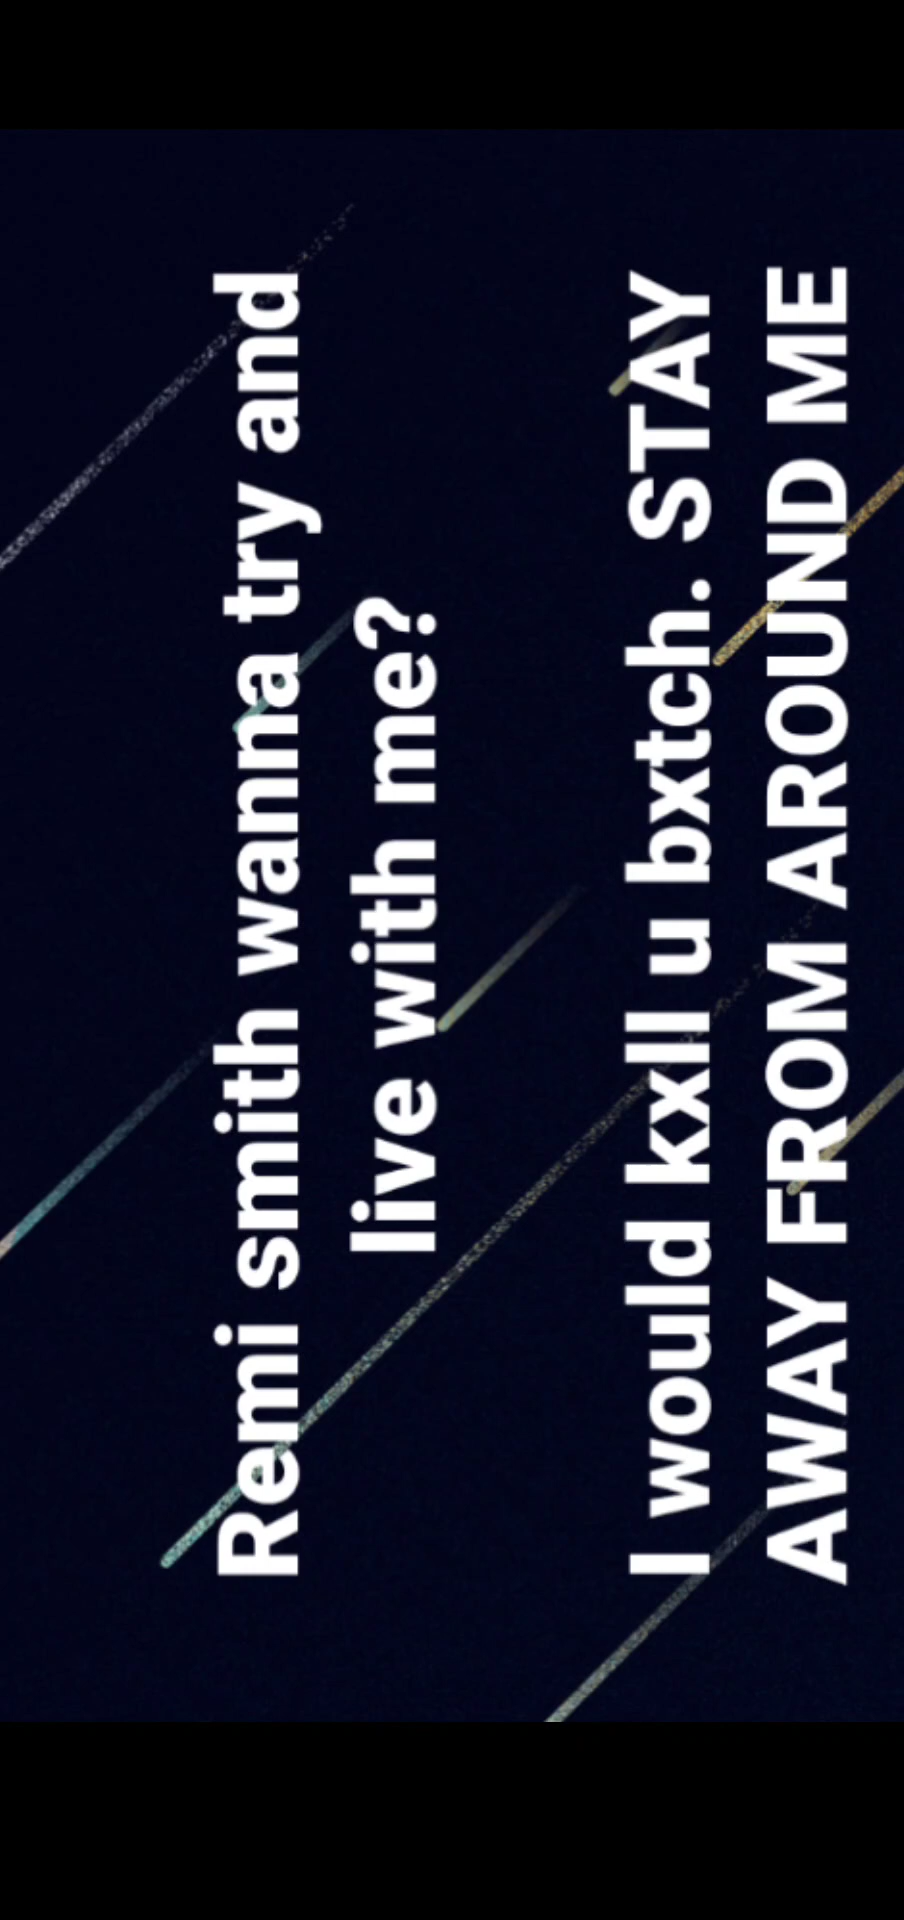 Remi smith wanna try and
live with me?
I would kxll u bxtch. STAY
AWAY FROM AROUND ME